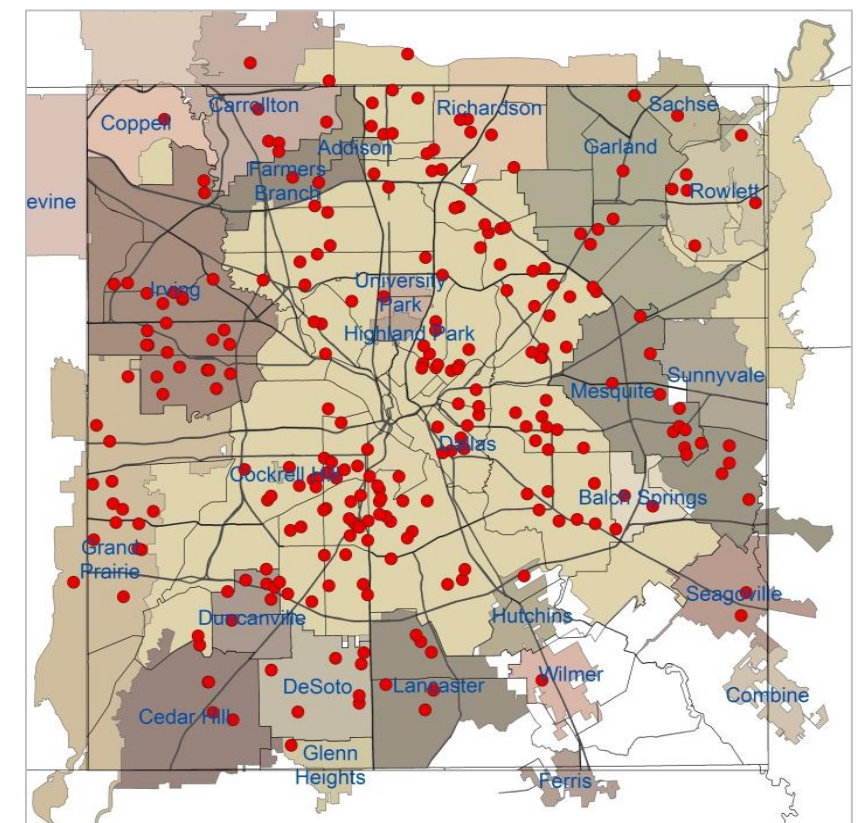 Carrollton
Richardson
Sachse
Coppell
Addison
Garland
Farmers
Branch
Rowlett
evine
University
Park
Irving
Highland Park
Sunnyvale
Mesquite
Dallas
Cockrell Hill
Balch Springs
Grand
Prairie
Seagoville
Hutchins
Duncanville
Wilmer
DeSoto
Lancaster
Combine
Cedar Hill
Glenn
Heights
Ferris